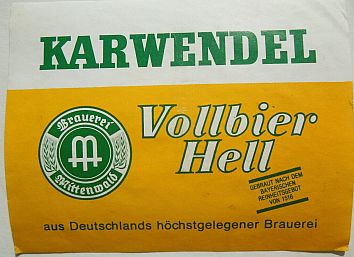 KARWENDEL
Brauerei
M
Mittenwald
Vollbier
Hell
GEBRAUT NACH DEM
BAYERISCHEN
REINHEITSGEBOT
VON 1516
aus Deutschlands höchstgelegener Brauerei